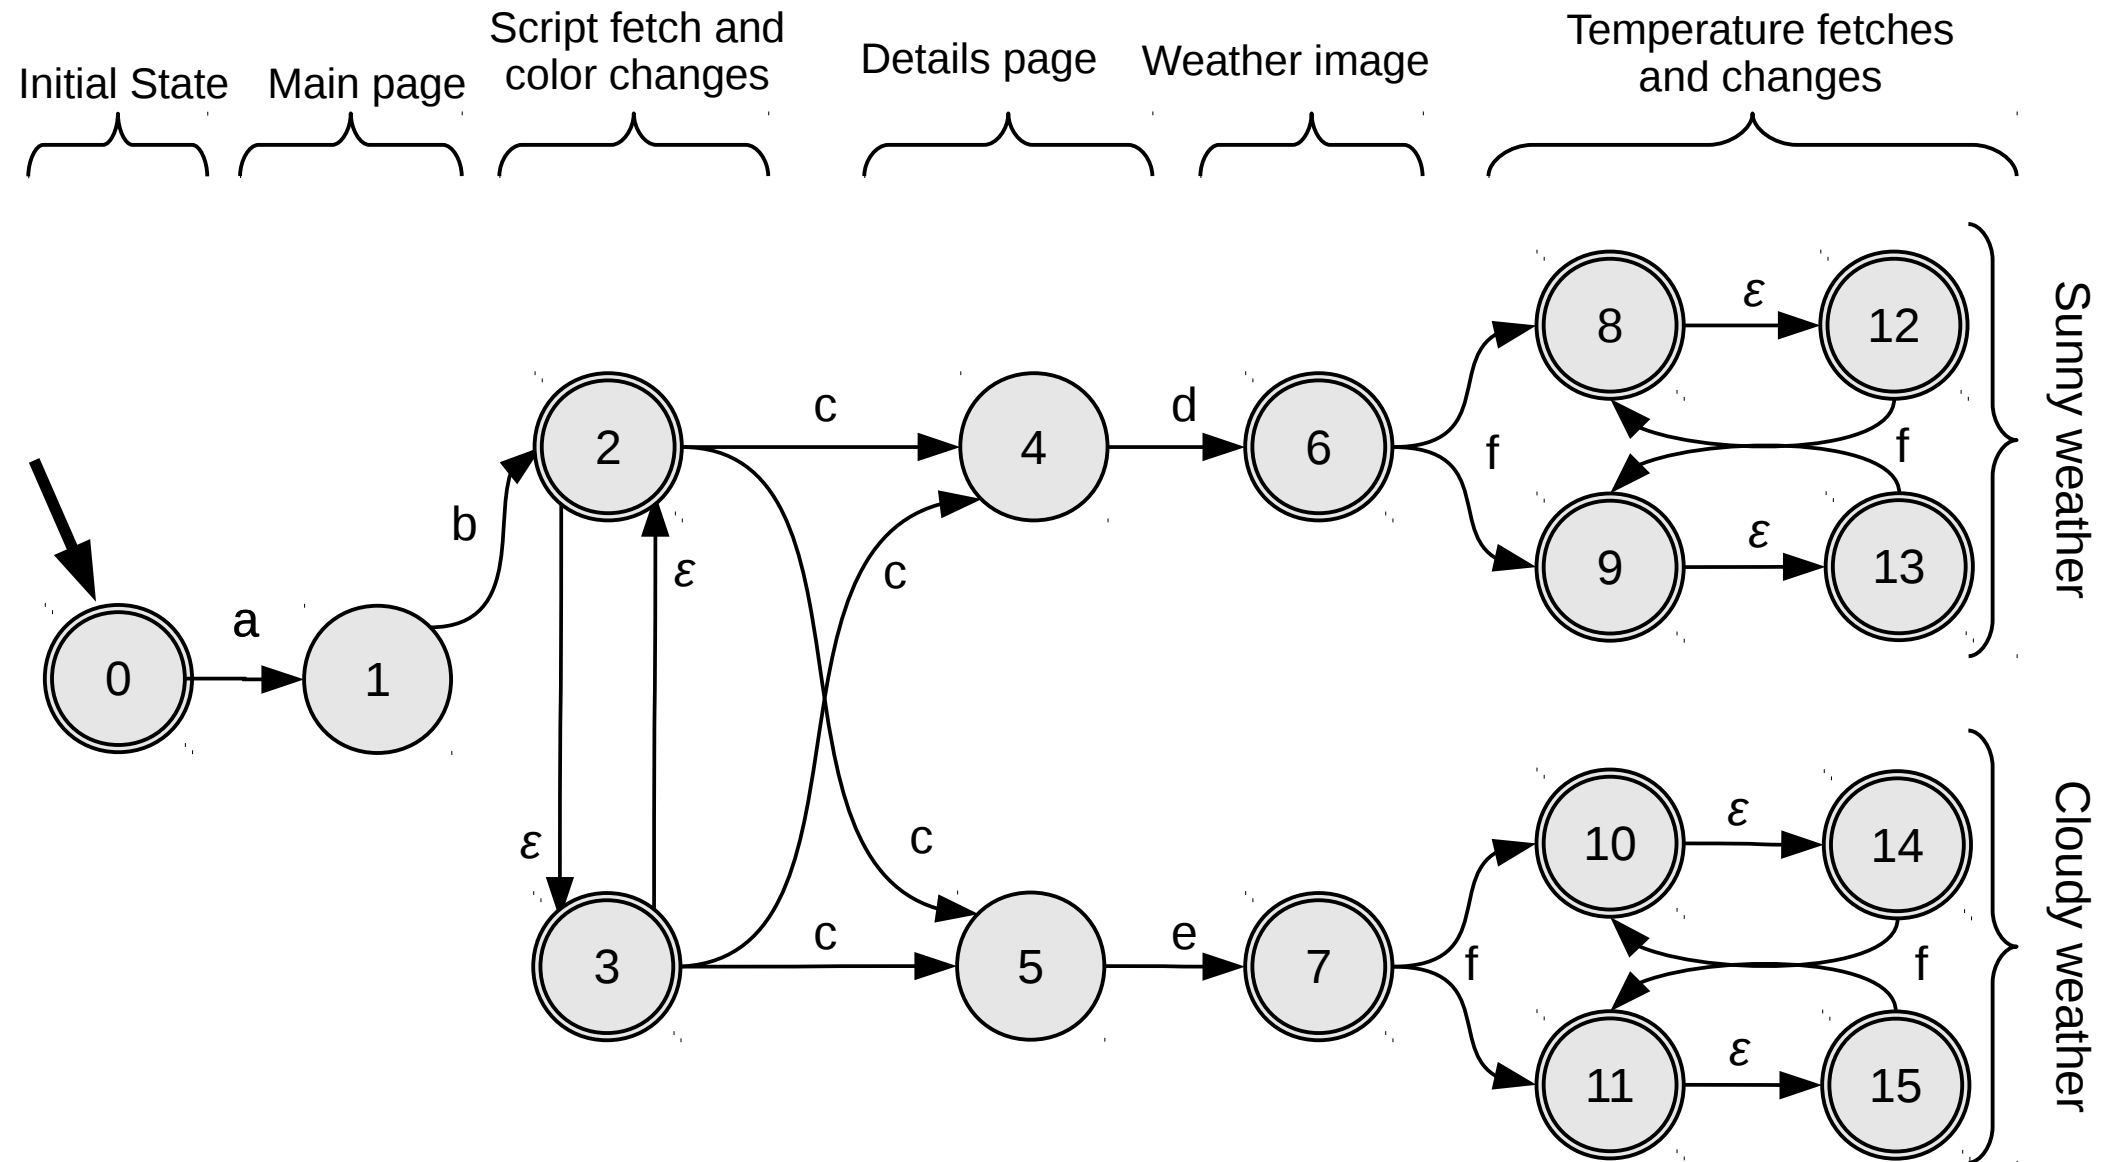 Initial State
Main page
Script fetch and
color changes
Details page
Weather image
Temperature fetches
and changes
Sunny weather
Cloudy weather
0
a
1
b
2
ε
ε
3
c
c
c
c
4
5
d
e
6
7
f
f
8
ε
12
f
9
ε
13
10
ε
14
f
11
ε
15